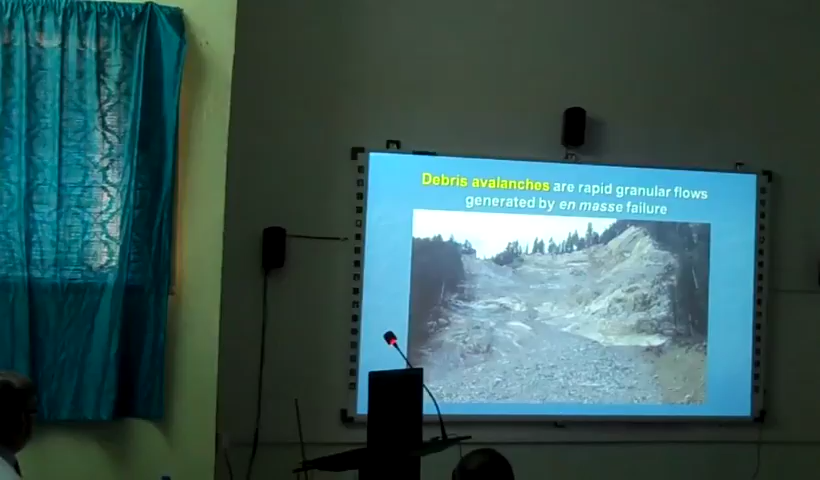 Debris avalanches are rapid granular flows
generated by en masse failure